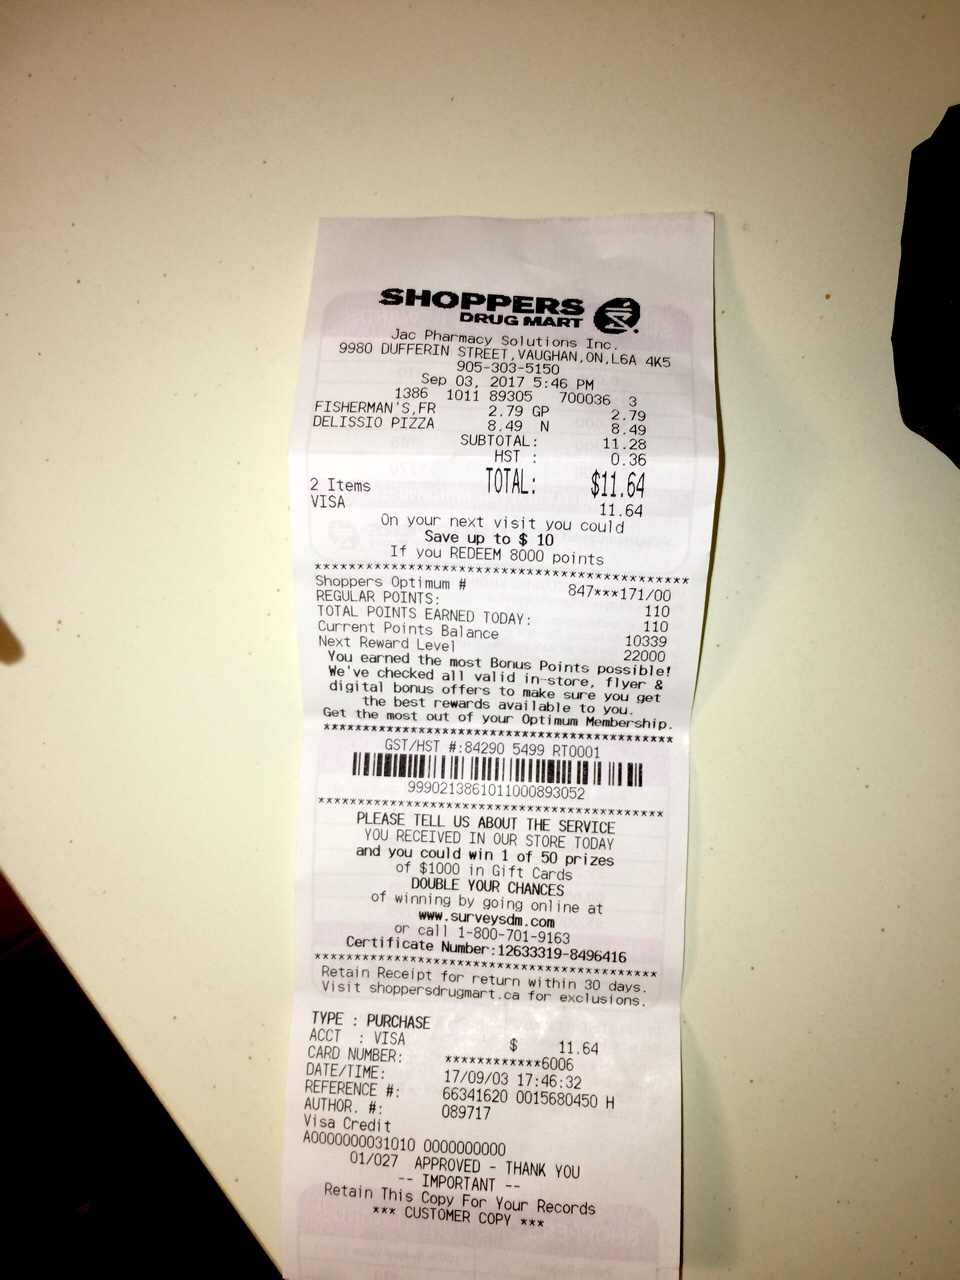 SHOPPERS
DRUG MART
Jac Pharmacy Solutions Inc.
9980 DUFFERIN STREET,VAUGHAN,ON,L6A 4K5
905-303-5150
Sep 03, 2017 5:46 PM
1386 1011 89305 700036 3
FISHERMAN'S,FR 2.79 GP 2.79
DELISSIO PIZZA 8.49 N 8.49
SUBTOTAL: 11.28
HST : 0.36
2 Items TOTAL: $11.64
VISA 11.64
On your next visit you could
Save up to $ 10
If you REDEEM 8000 points
****************************************
Shoppers Optimum # 847***171/00
REGULAR POINTS: 110
TOTAL POINTS EARNED TODAY: 110
Current Points Balance 10339
Next Reward Level 22000
You earned the most Bonus Points possible!
We've checked all valid in-store, flyer &
digital bonus offers to make sure you get
the best rewards available to you.
Get the most out of your Optimum Membership.
****************************************
GST/HST #:84290 5499 RT0001
9990213861011000893052
****************************************
PLEASE TELL US ABOUT THE SERVICE
YOU RECEIVED IN OUR STORE TODAY
and you could win 1 of 50 prizes
of $1000 in Gift Cards
DOUBLE YOUR CHANCES
of winning by going online at
www.surveysdm.com
or call 1-800-701-9163
Certificate Number:12633319-8496416
****************************************
Retain Receipt for return within 30 days.
Visit shoppersdrugmart.ca for exclusions.
TYPE : PURCHASE
ACCT : VISA $ 11.64
CARD NUMBER: ************6006
DATE/TIME: 17/09/03 17:46:32
REFERENCE #: 66341620 0015680450 H
AUTHOR. #: 089717
Visa Credit
A0000000031010 0000000000
01/027 APPROVED - THANK YOU
-- IMPORTANT --
Retain This Copy For Your Records
*** CUSTOMER COPY ***